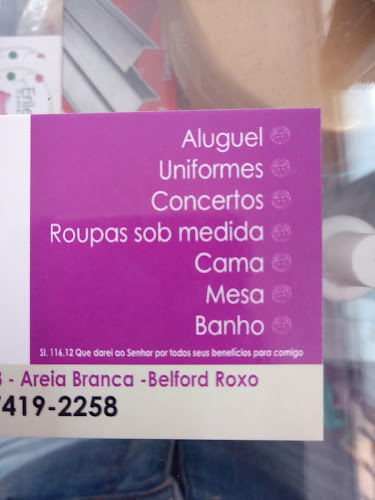 Aluguel
Uniformes
Concertos
Roupas sob medida
Cama
Mesa
Banho
Sl. 116,12 Que darei ao Senhor por todos seus benefícios para comigo
- Areia Branca -Belford Roxo
7419-2258